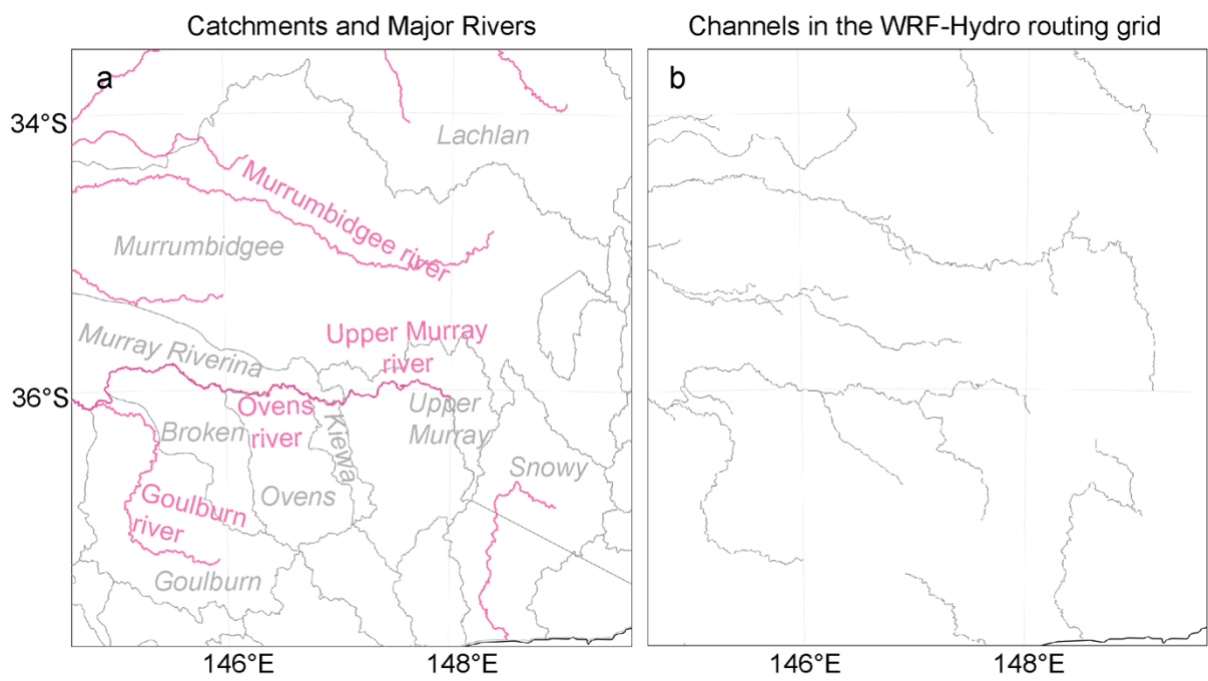 Catchments and Major Rivers
Channels in the WRF-Hydro routing grid
a
b
34°S
36°S
Lachlan
Murrumbidgee river
Murrumbidgee
Murray Riverina
Upper Murray
river
Ovens
river
Broken
Kiewa
Upper
Murray
Snowy
Goulburn
river
Ovens
Goulburn
146°E
148°E
146°E
148°E